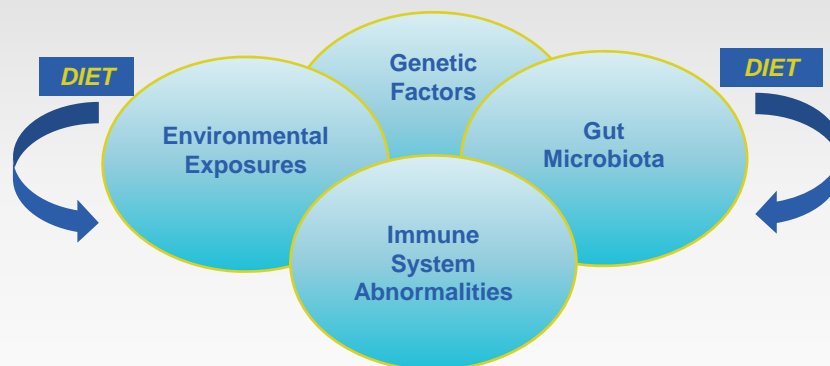 DIET
Genetic
Factors
DIET
Environmental
Exposures
Gut
Microbiota
Immune
System
Abnormalities